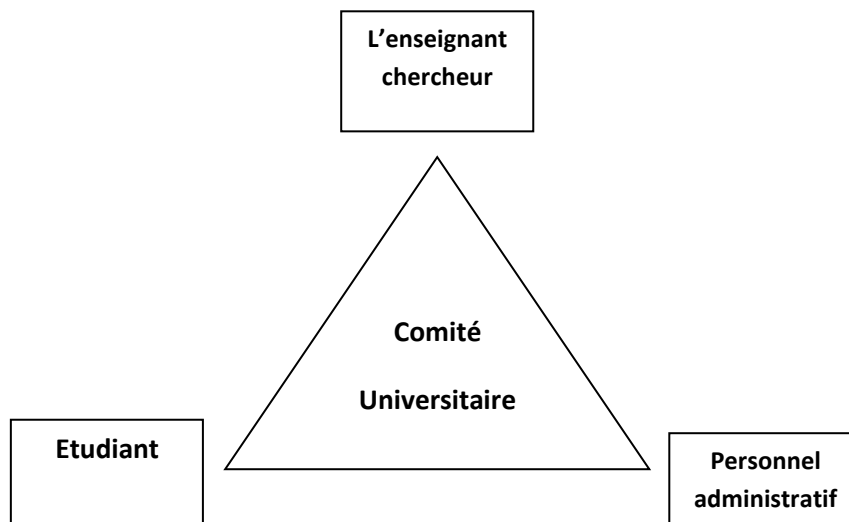 L'enseignant
chercheur
Comité
Universitaire
Etudiant
Personnel
administratif